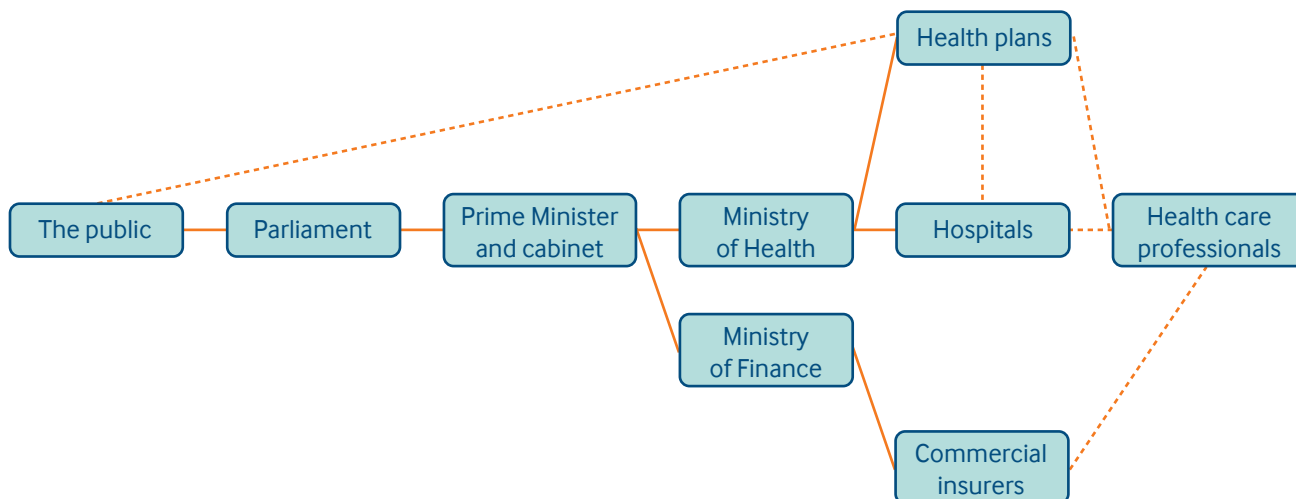 Health plans
The public
Parliament
Prime Minister
and cabinet
Ministry
of Health
Hospitals
Health care
professionals
Ministry
of Finance
Commercial
insurers